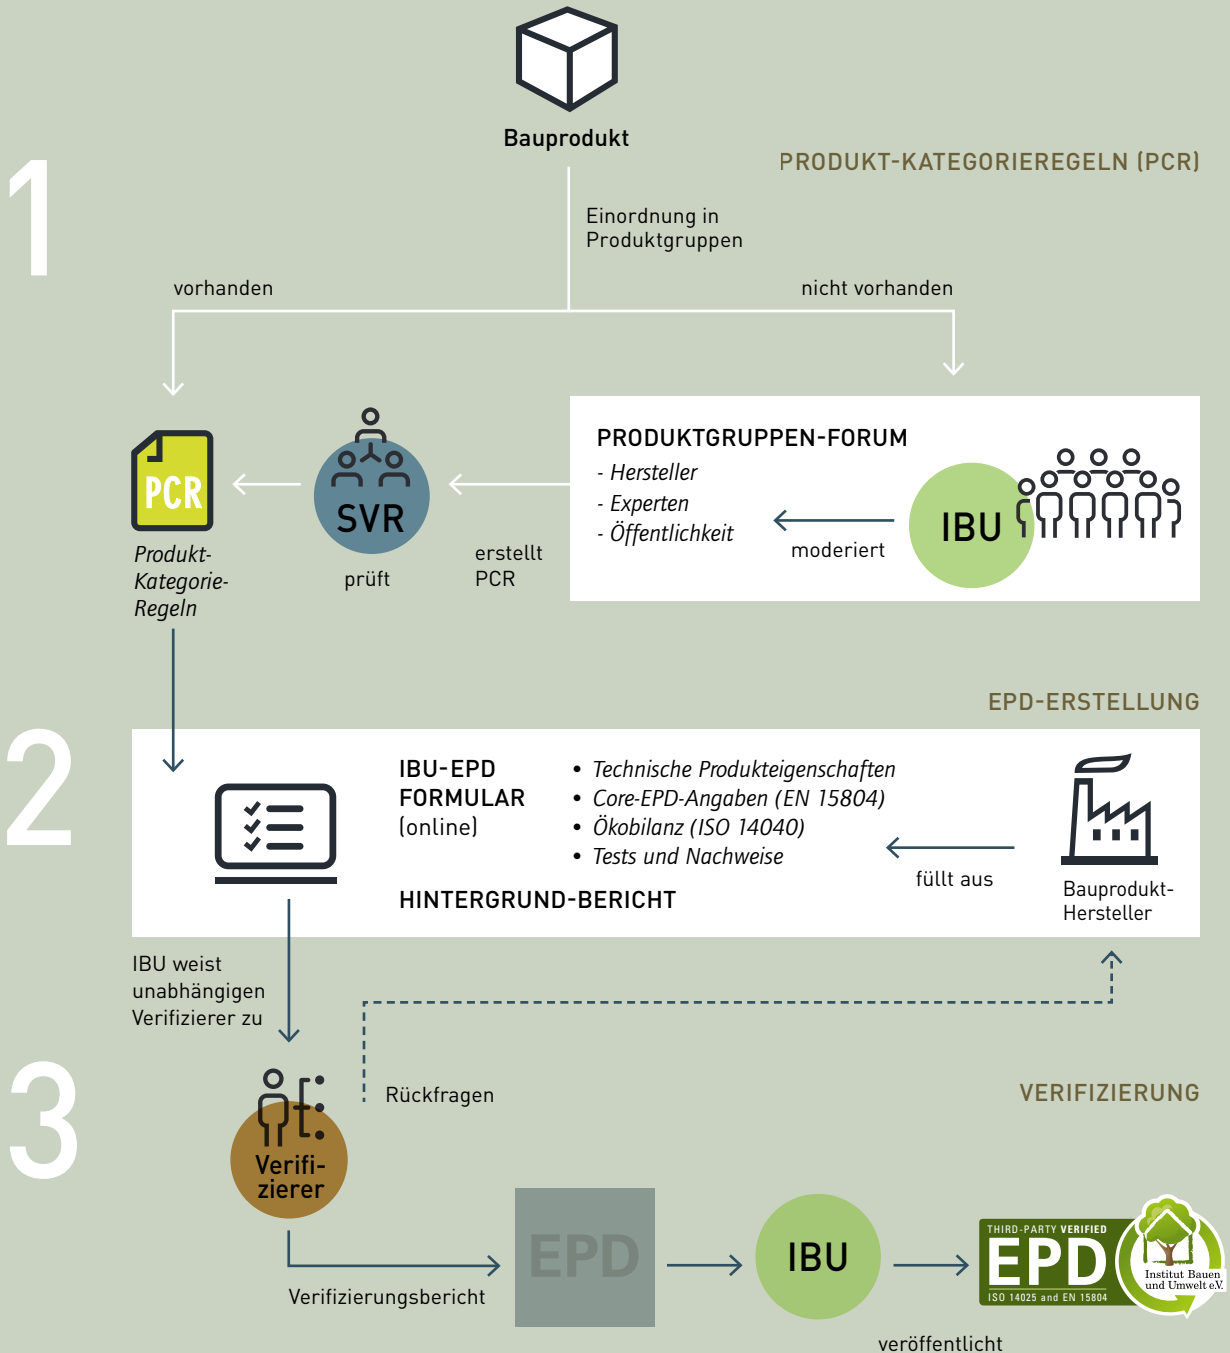 Bauprodukt
1
PRODUKT-KATEGORIEREGELN (PCR)
Einordnung in
Produktgruppen
vorhanden
nicht vorhanden
PCR
Produkt-
Kategorie-
Regeln
SVR
prüft
erstellt
PCR
PRODUKTGRUPPEN-FORUM
- Hersteller
- Experten
- Öffentlichkeit
moderiert
IBU
EPD-ERSTELLUNG
2
IBU-EPD
FORMULAR
(online)
• Technische Produkteigenschaften
• Core-EPD-Angaben (EN 15804)
• Ökobilanz (ISO 14040)
• Tests und Nachweise
HINTERGRUND-BERICHT
füllt aus
Bauprodukt-
Hersteller
IBU weist
unabhängigen
Verifizierer zu
3
Rückfragen
VERIFIZIERUNG
Verifi-
zierer
Verifizierungsbericht
EPD
IBU
veröffentlicht
THIRD-PARTY VERIFIED
EPD
ISO 14025 and EN 15804
Institut Bauen
und Umwelt e.V.